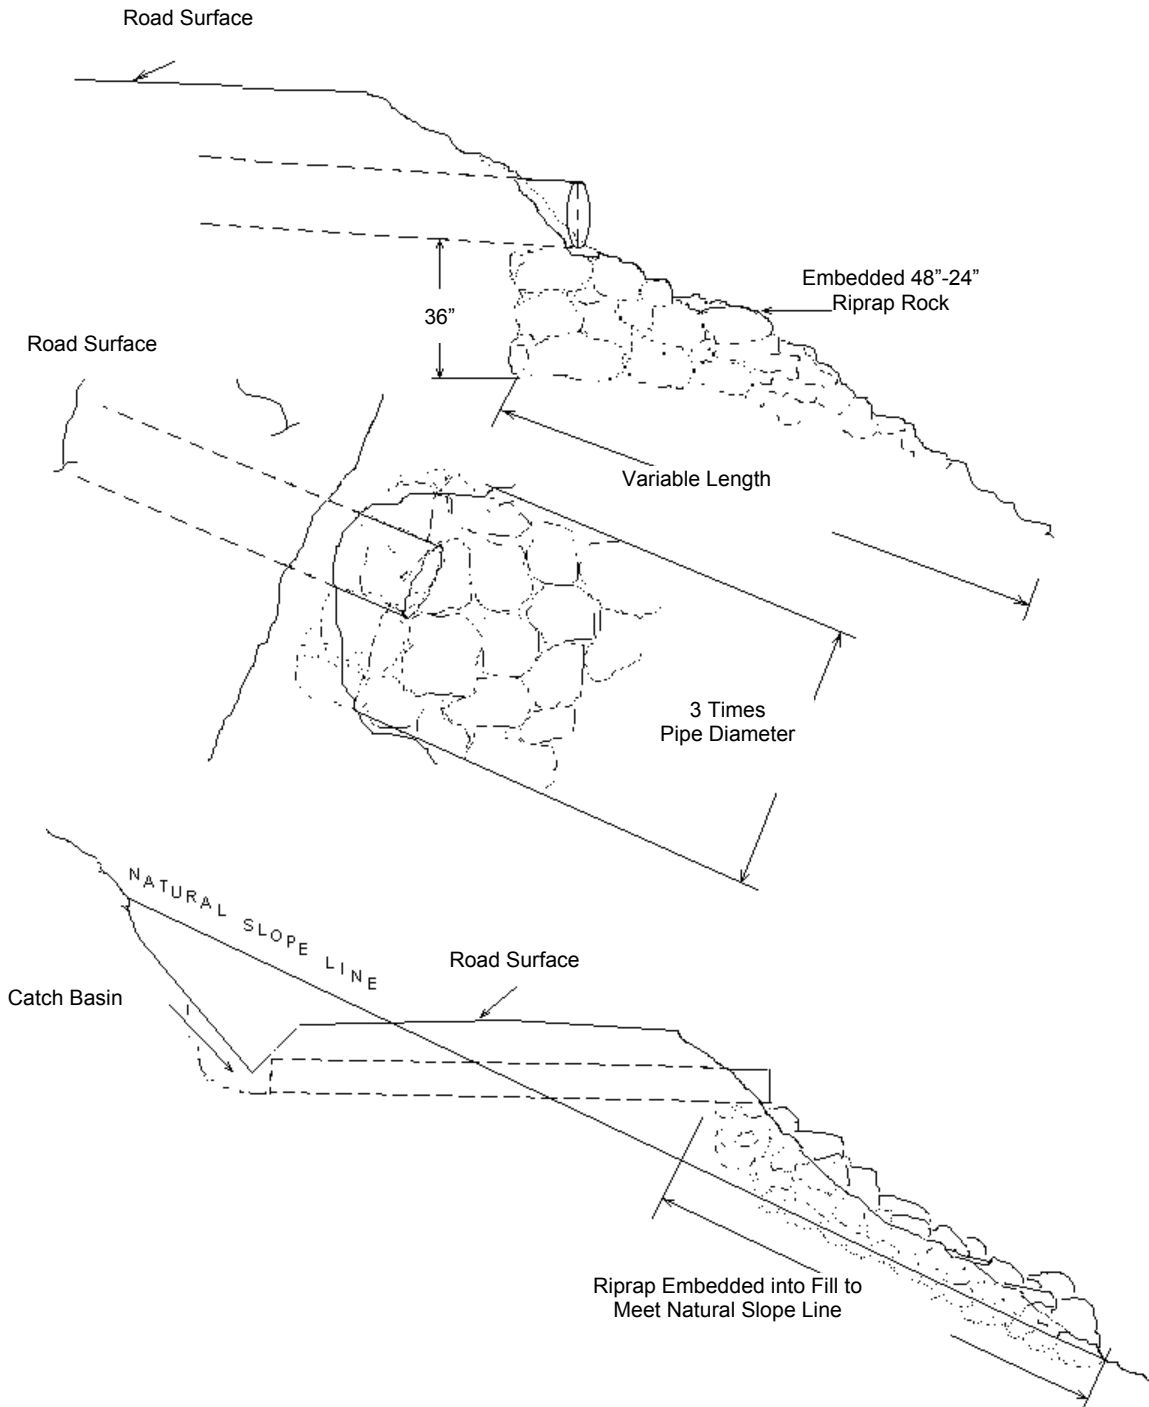 Road Surface
Embedded 48”-24”
Riprap Rock
36”
Road Surface
Variable Length
3 Times
Pipe Diameter
NATURAL SLOPE LINE
Road Surface
Catch Basin
Riprap Embedded into Fill to
Meet Natural Slope Line